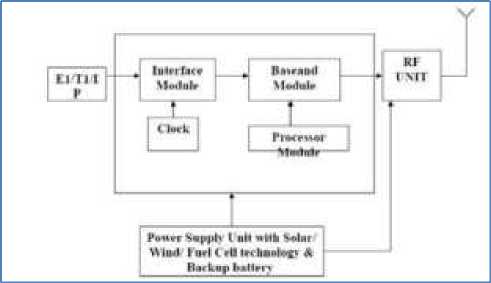 E1/T1/I
P
Interface
Module
Baseand
Module
RF
UNIT
Clock
Processor
Module
Power Supply Unit with Solar/
Wind/ Fuel Cell technology &
Backup battery